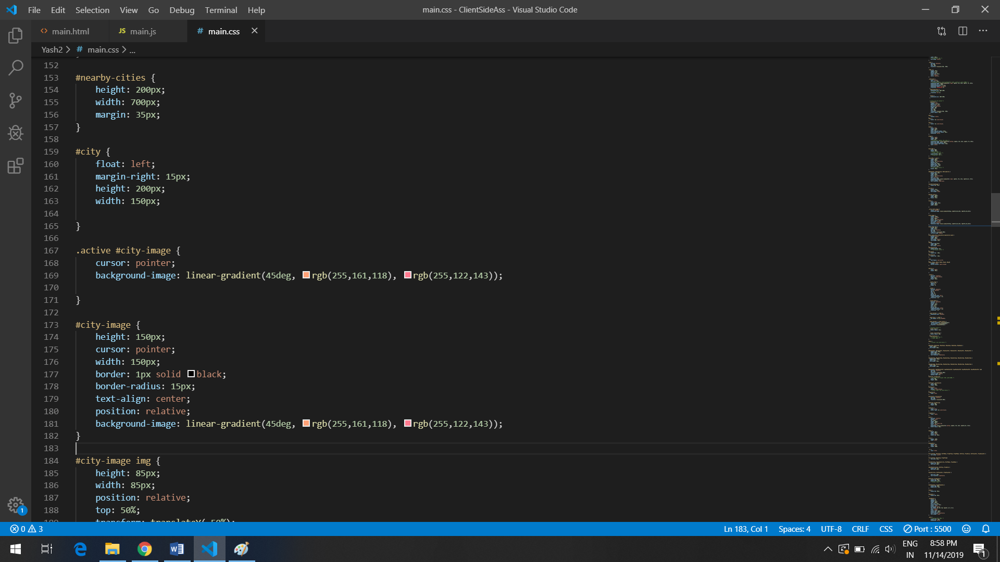 File Edit Selection View Go Debug Terminal Help main.css - ClientSideAss - Visual Studio Code
<> main.html JS main.js # main.css
Yash2 > # main.css > ...
152
153 #nearby-cities {
154     height: 200px;
155     width: 700px;
156     margin: 35px;
157 }
158
159 #city {
160     float: left;
161     margin-right: 15px;
162     height: 200px;
163     width: 150px;
164
165 }
166
167 .active #city-image {
168     cursor: pointer;
169     background-image: linear-gradient(45deg, rgb(255,161,118), rgb(255,122,143));
170
171 }
172
173 #city-image {
174     height: 150px;
175     cursor: pointer;
176     width: 150px;
177     border: 1px solid black;
178     border-radius: 15px;
179     text-align: center;
180     position: relative;
181     background-image: linear-gradient(45deg, rgb(255,161,118), rgb(255,122,143));
182 }
183
184 #city-image img {
185     height: 85px;
186     width: 85px;
187     position: relative;
188     top: 50%;
189     transform: translateY(-50%);
1
0 3 Ln 183, Col 1 Spaces: 4 UTF-8 CRLF CSS Port : 5500
ENG 8:58 PM
IN 11/14/2019 1